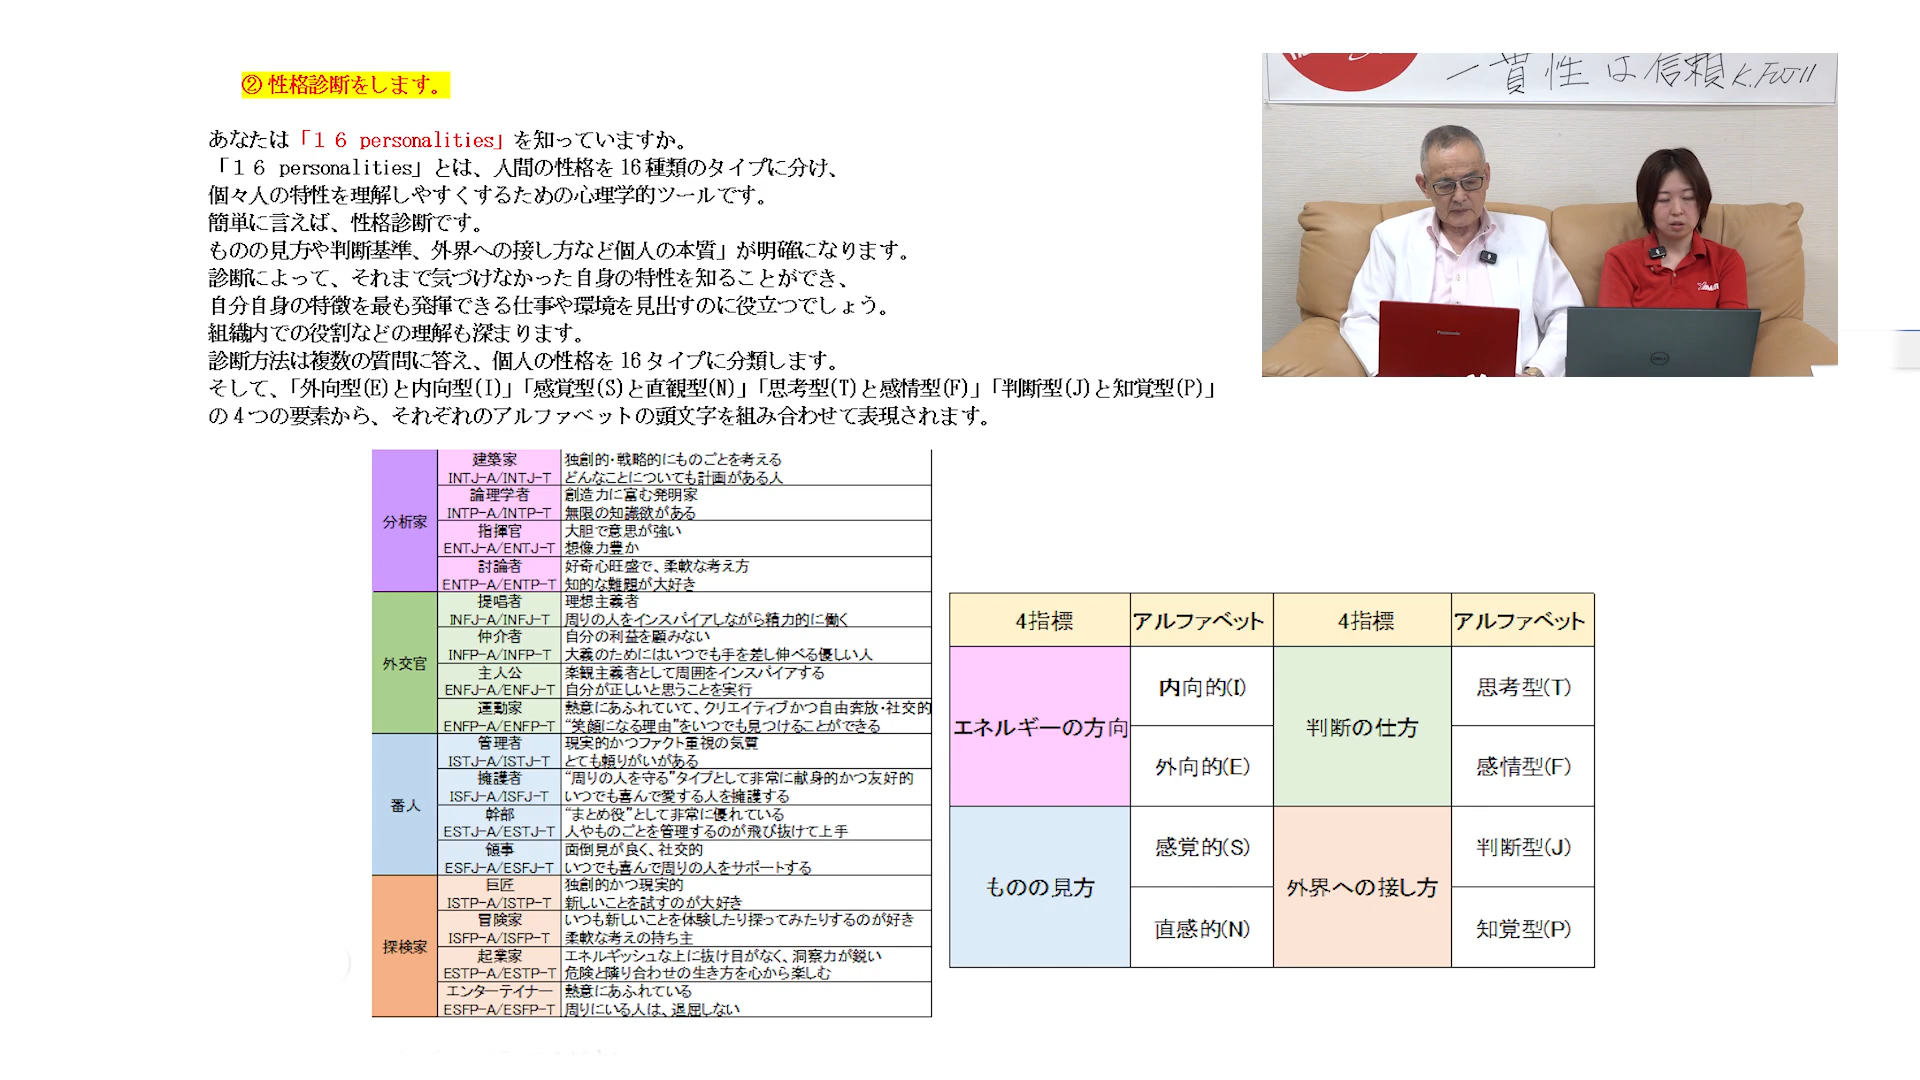 ② 性格診断をします。
あなたは「１６ personalities」を知っていますか。
「１６ personalities」とは、人間の性格を16種類のタイプに分け、
個々人の特性を理解しやすくするための心理学的ツールです。
簡単に言えば、性格診断です。
ものの見方や判断基準、外界への接し方など個人の本質」が明確になります。
診断によって、それまで気づけなかった自身の特性を知ることができ、
自分自身の特徴を最も発揮できる仕事や環境を見出すのに役立つでしょう。
組織内での役割などの理解も深まります。
診断方法は複数の質問に答え、個人の性格を16タイプに分類します。
そして、「外向型(E)と内向型(I)」「感覚型(S)と直観型(N)」「思考型(T)と感情型(F)」「判断型(J)と知覚型(P)」
の4つの要素から、それぞれのアルファベットの頭文字を組み合わせて表現されます。
一貫性は信頼 K.FUJII
Panasonic
DELL
分析家
建築家
INTJ-A/INTJ-T
独創的・戦略的にものごとを考える
どんなことについても計画がある人
論理学者
INTP-A/INTP-T
創造力に富む発明家
無限の知識欲がある
指揮官
ENTJ-A/ENTJ-T
大胆で意思が強い
想像力豊か
討論者
ENTP-A/ENTP-T
好奇心旺盛で、柔軟な考え方
知的な難題が大好き
外交官
提唱者
INFJ-A/INFJ-T
理想主義者
周りの人をインスパイアしながら精力的に働く
仲介者
INFP-A/INFP-T
自分の利益を顧みない
大義のためにはいつでも手を差し伸べる優しい人
主人公
ENFJ-A/ENFJ-T
楽観主義者として周囲をインスパイアする
自分が正しいと思うことを実行
運動家
ENFP-A/ENFP-T
熱意にあふれていて、クリエイティブかつ自由奔放・社交的
“笑顔になる理由”をいつでも見つけることができる
番人
管理者
ISTJ-A/ISTJ-T
現実的かつファクト重視の気質
とても頼りがいがある
擁護者
ISFJ-A/ISFJ-T
“周りの人を守る”タイプとして非常に献身的かつ友好的
いつでも喜んで愛する人を擁護する
幹部
ESTJ-A/ESTJ-T
“まとめ役”として非常に優れている
人やものごとを管理するのが飛び抜けて上手
領事
ESFJ-A/ESFJ-T
面倒見が良く、社交的
いつでも喜んで周りの人をサポートする
探検家
巨匠
ISTP-A/ISTP-T
独創的かつ現実的
新しいことを試すのが大好き
冒険家
ISFP-A/ISFP-T
いつも新しいことを体験したり探ってみたりするのが好き
柔軟な考えの持ち主
起業家
ESTP-A/ESTP-T
エネルギッシュな上に抜け目がなく、洞察力が鋭い
危険と隣り合わせの生き方を心から楽しむ
エンターテイナー
ESFP-A/ESFP-T
熱意にあふれている
周りにいる人は、退屈しない
4指標 アルファベット 4指標 アルファベット
エネルギーの方向
内向的(I)
外向的(E)
判断の仕方
思考型(T)
感情型(F)
ものの見方
感覚的(S)
直感的(N)
外界への接し方
判断型(J)
知覚型(P)